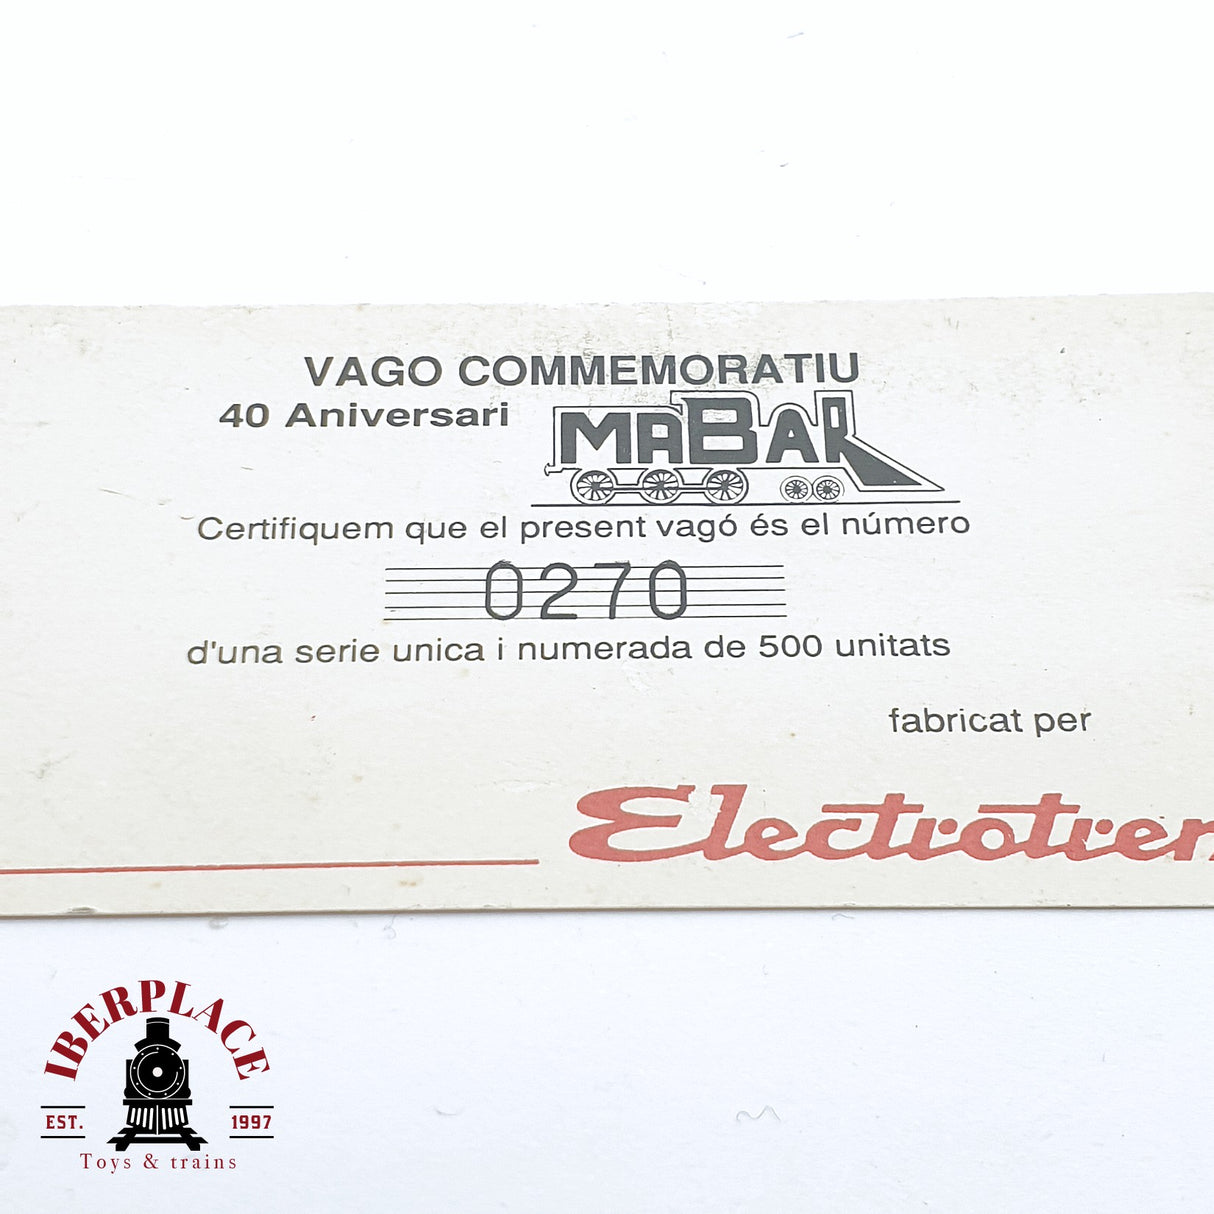 VAGO COMMEMORATIU
40 Aniversari MABAR
Certifiquem que el present vagó és el número
0270
d'una serie unica i numerada de 500 unitats
fabricat per
Electrotren
IBERPLACE
EST. 1997
Toys & trains